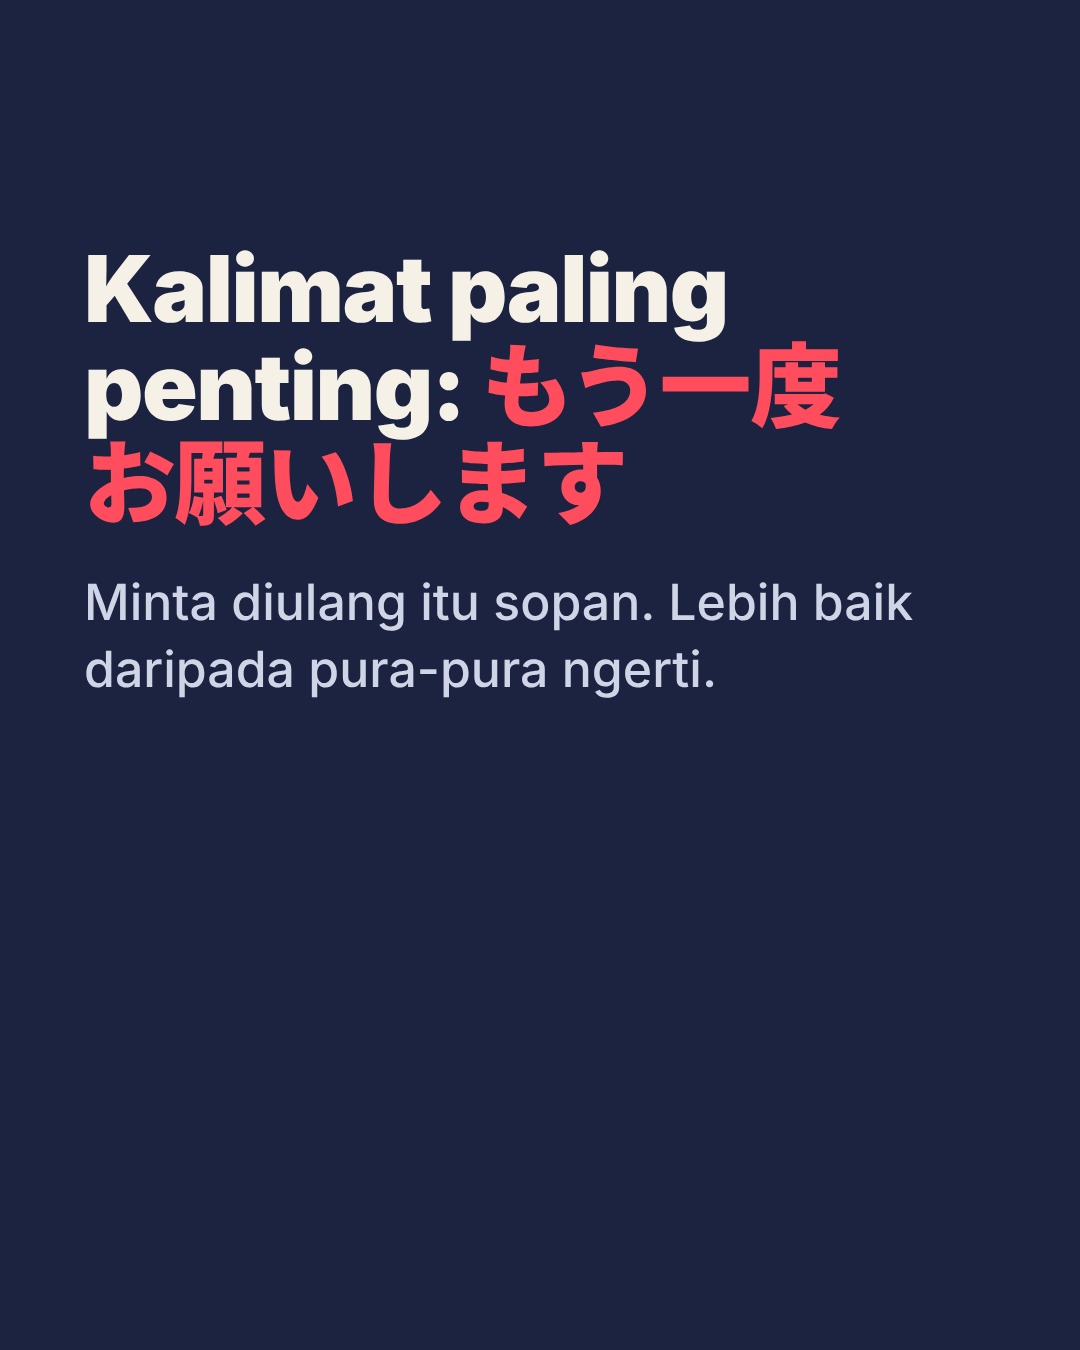 Kalimat paling
penting: もう一度
お願いします
Minta diulang itu sopan. Lebih baik
daripada pura-pura ngerti.